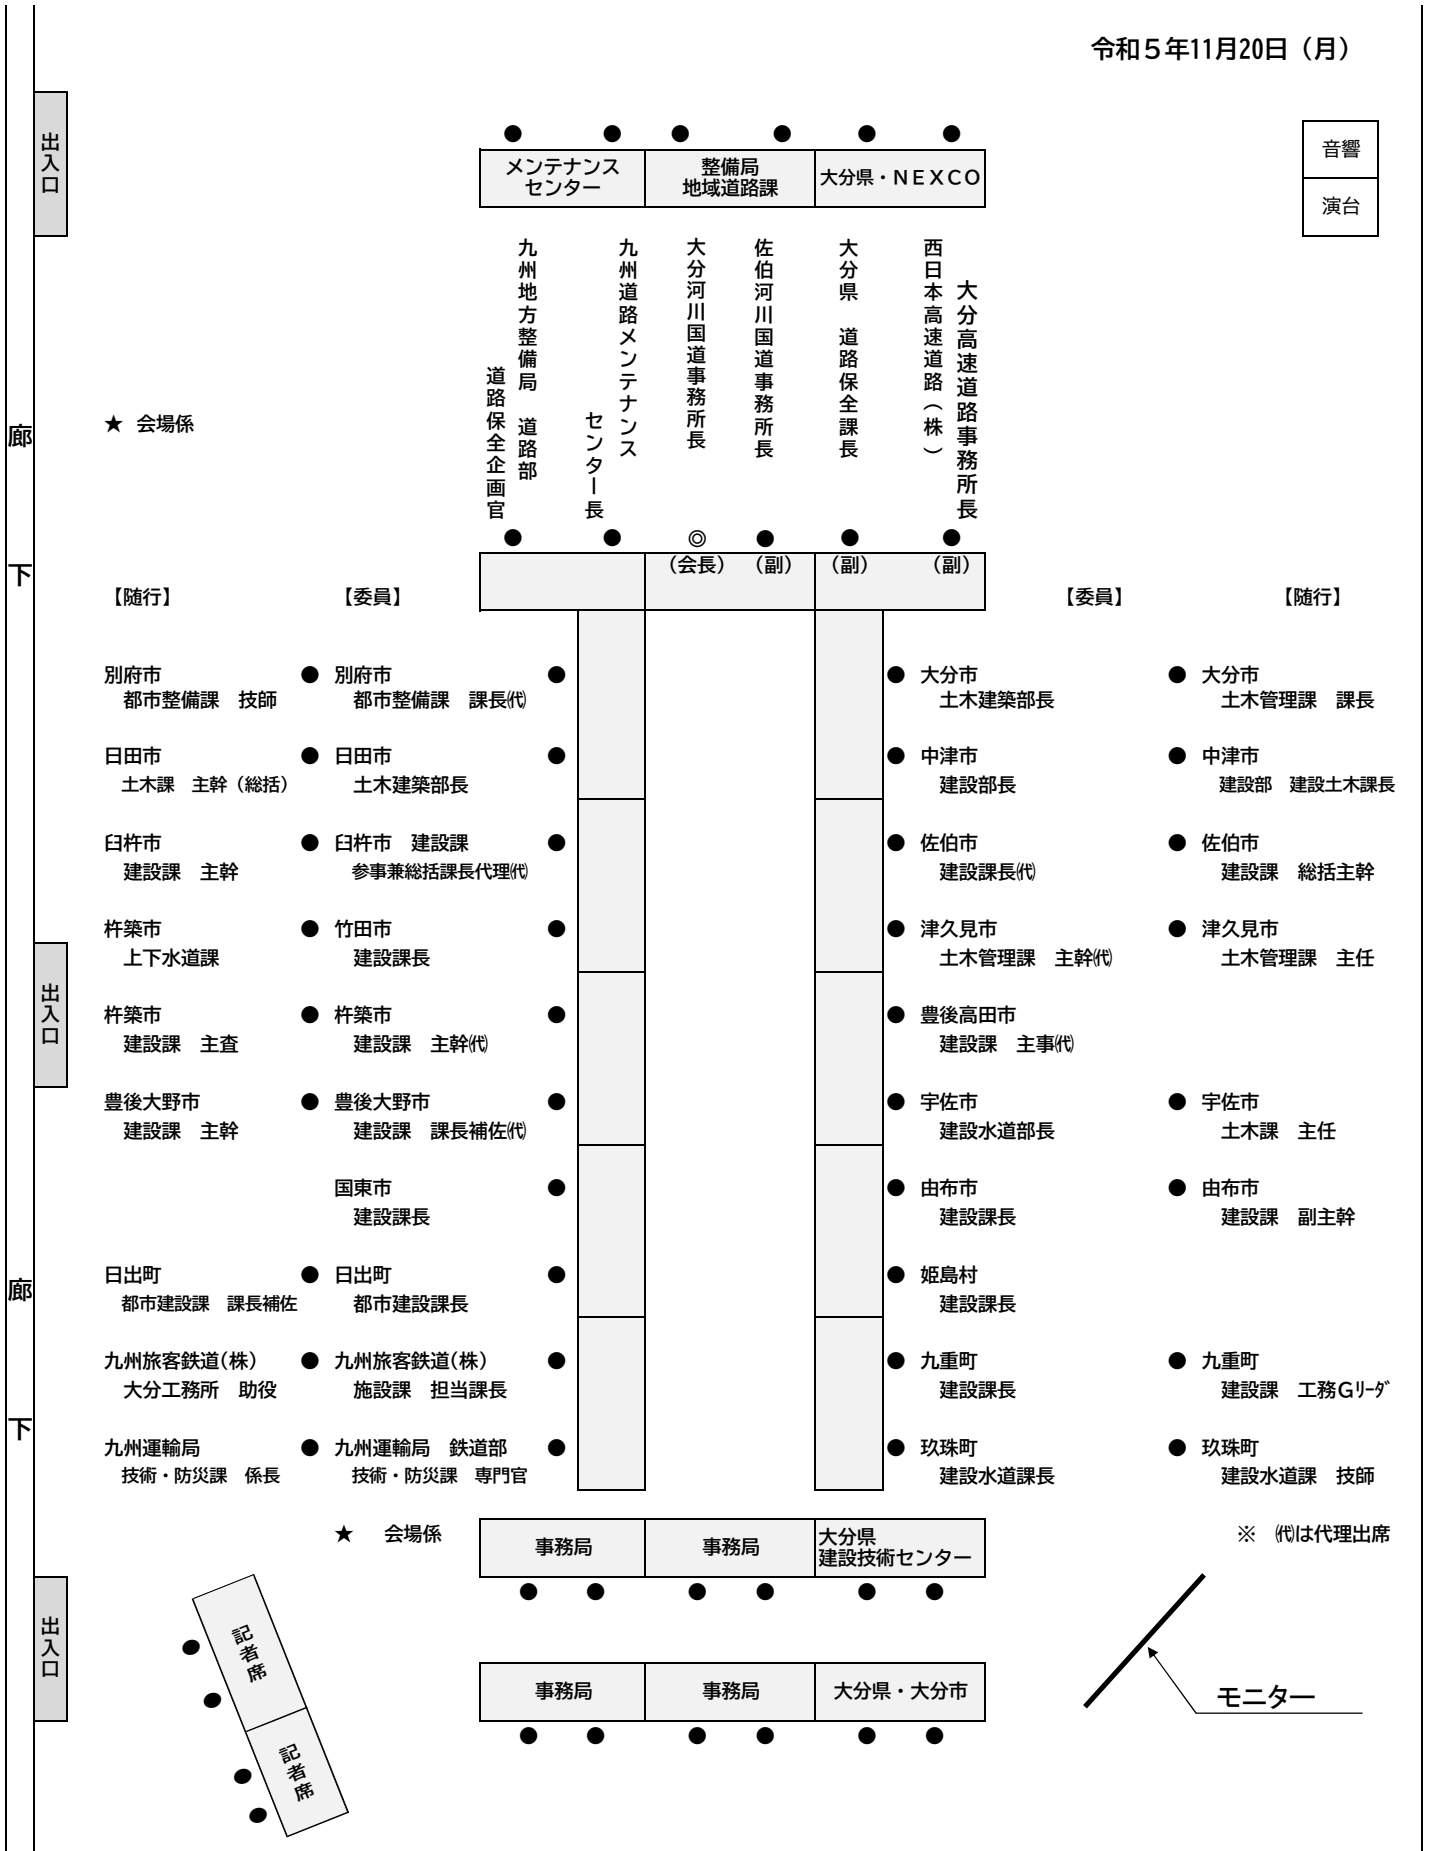 令和５年11月20日（月）
出入口
音響
演台
メンテナンス
センター
整備局
地域道路課
大分県・ＮＥＸＣＯ
九州地方整備局　道路部
道路保全企画官
九州道路メンテナンス
センター長
大分河川国道事務所長
佐伯河川国道事務所長
大分県　道路保全課長
西日本高速道路（株）
大分高速道路事務所長
★ 会場係
廊
下
◎
（会長）
（副）
（副）
（副）
【随行】
【委員】
【委員】
【随行】
別府市
都市整備課　技師
別府市
都市整備課　課長㈹
大分市
土木建築部長
大分市
土木管理課　課長
日田市
土木課　主幹（総括）
日田市
土木建築部長
中津市
建設部長
中津市
建設部　建設土木課長
臼杵市
建設課　主幹
臼杵市　建設課
参事兼総括課長代理㈹
佐伯市
建設課長㈹
佐伯市
建設課　総括主幹
杵築市
上下水道課
竹田市
建設課長
津久見市
土木管理課　主幹㈹
津久見市
土木管理課　主任
出入口
杵築市
建設課　主査
杵築市
建設課　主幹㈹
豊後高田市
建設課　主事㈹
豊後大野市
建設課　主幹
豊後大野市
建設課　課長補佐㈹
宇佐市
建設水道部長
宇佐市
土木課　主任
国東市
建設課長
由布市
建設課長
由布市
建設課　副主幹
廊
下
日出町
都市建設課　課長補佐
日出町
都市建設課長
姫島村
建設課長
九州旅客鉄道(株)
大分工務所　助役
九州旅客鉄道(株)
施設課　担当課長
九重町
建設課長
九重町
建設課　工務Ｇﾘｰﾀﾞ
九州運輸局
技術・防災課　係長
九州運輸局　鉄道部
技術・防災課　専門官
玖珠町
建設水道課長
玖珠町
建設水道課　技師
★　会場係
事務局
事務局
大分県
建設技術センター
※　㈹は代理出席
出入口
記者席
記者席
事務局
事務局
大分県・大分市
モニター